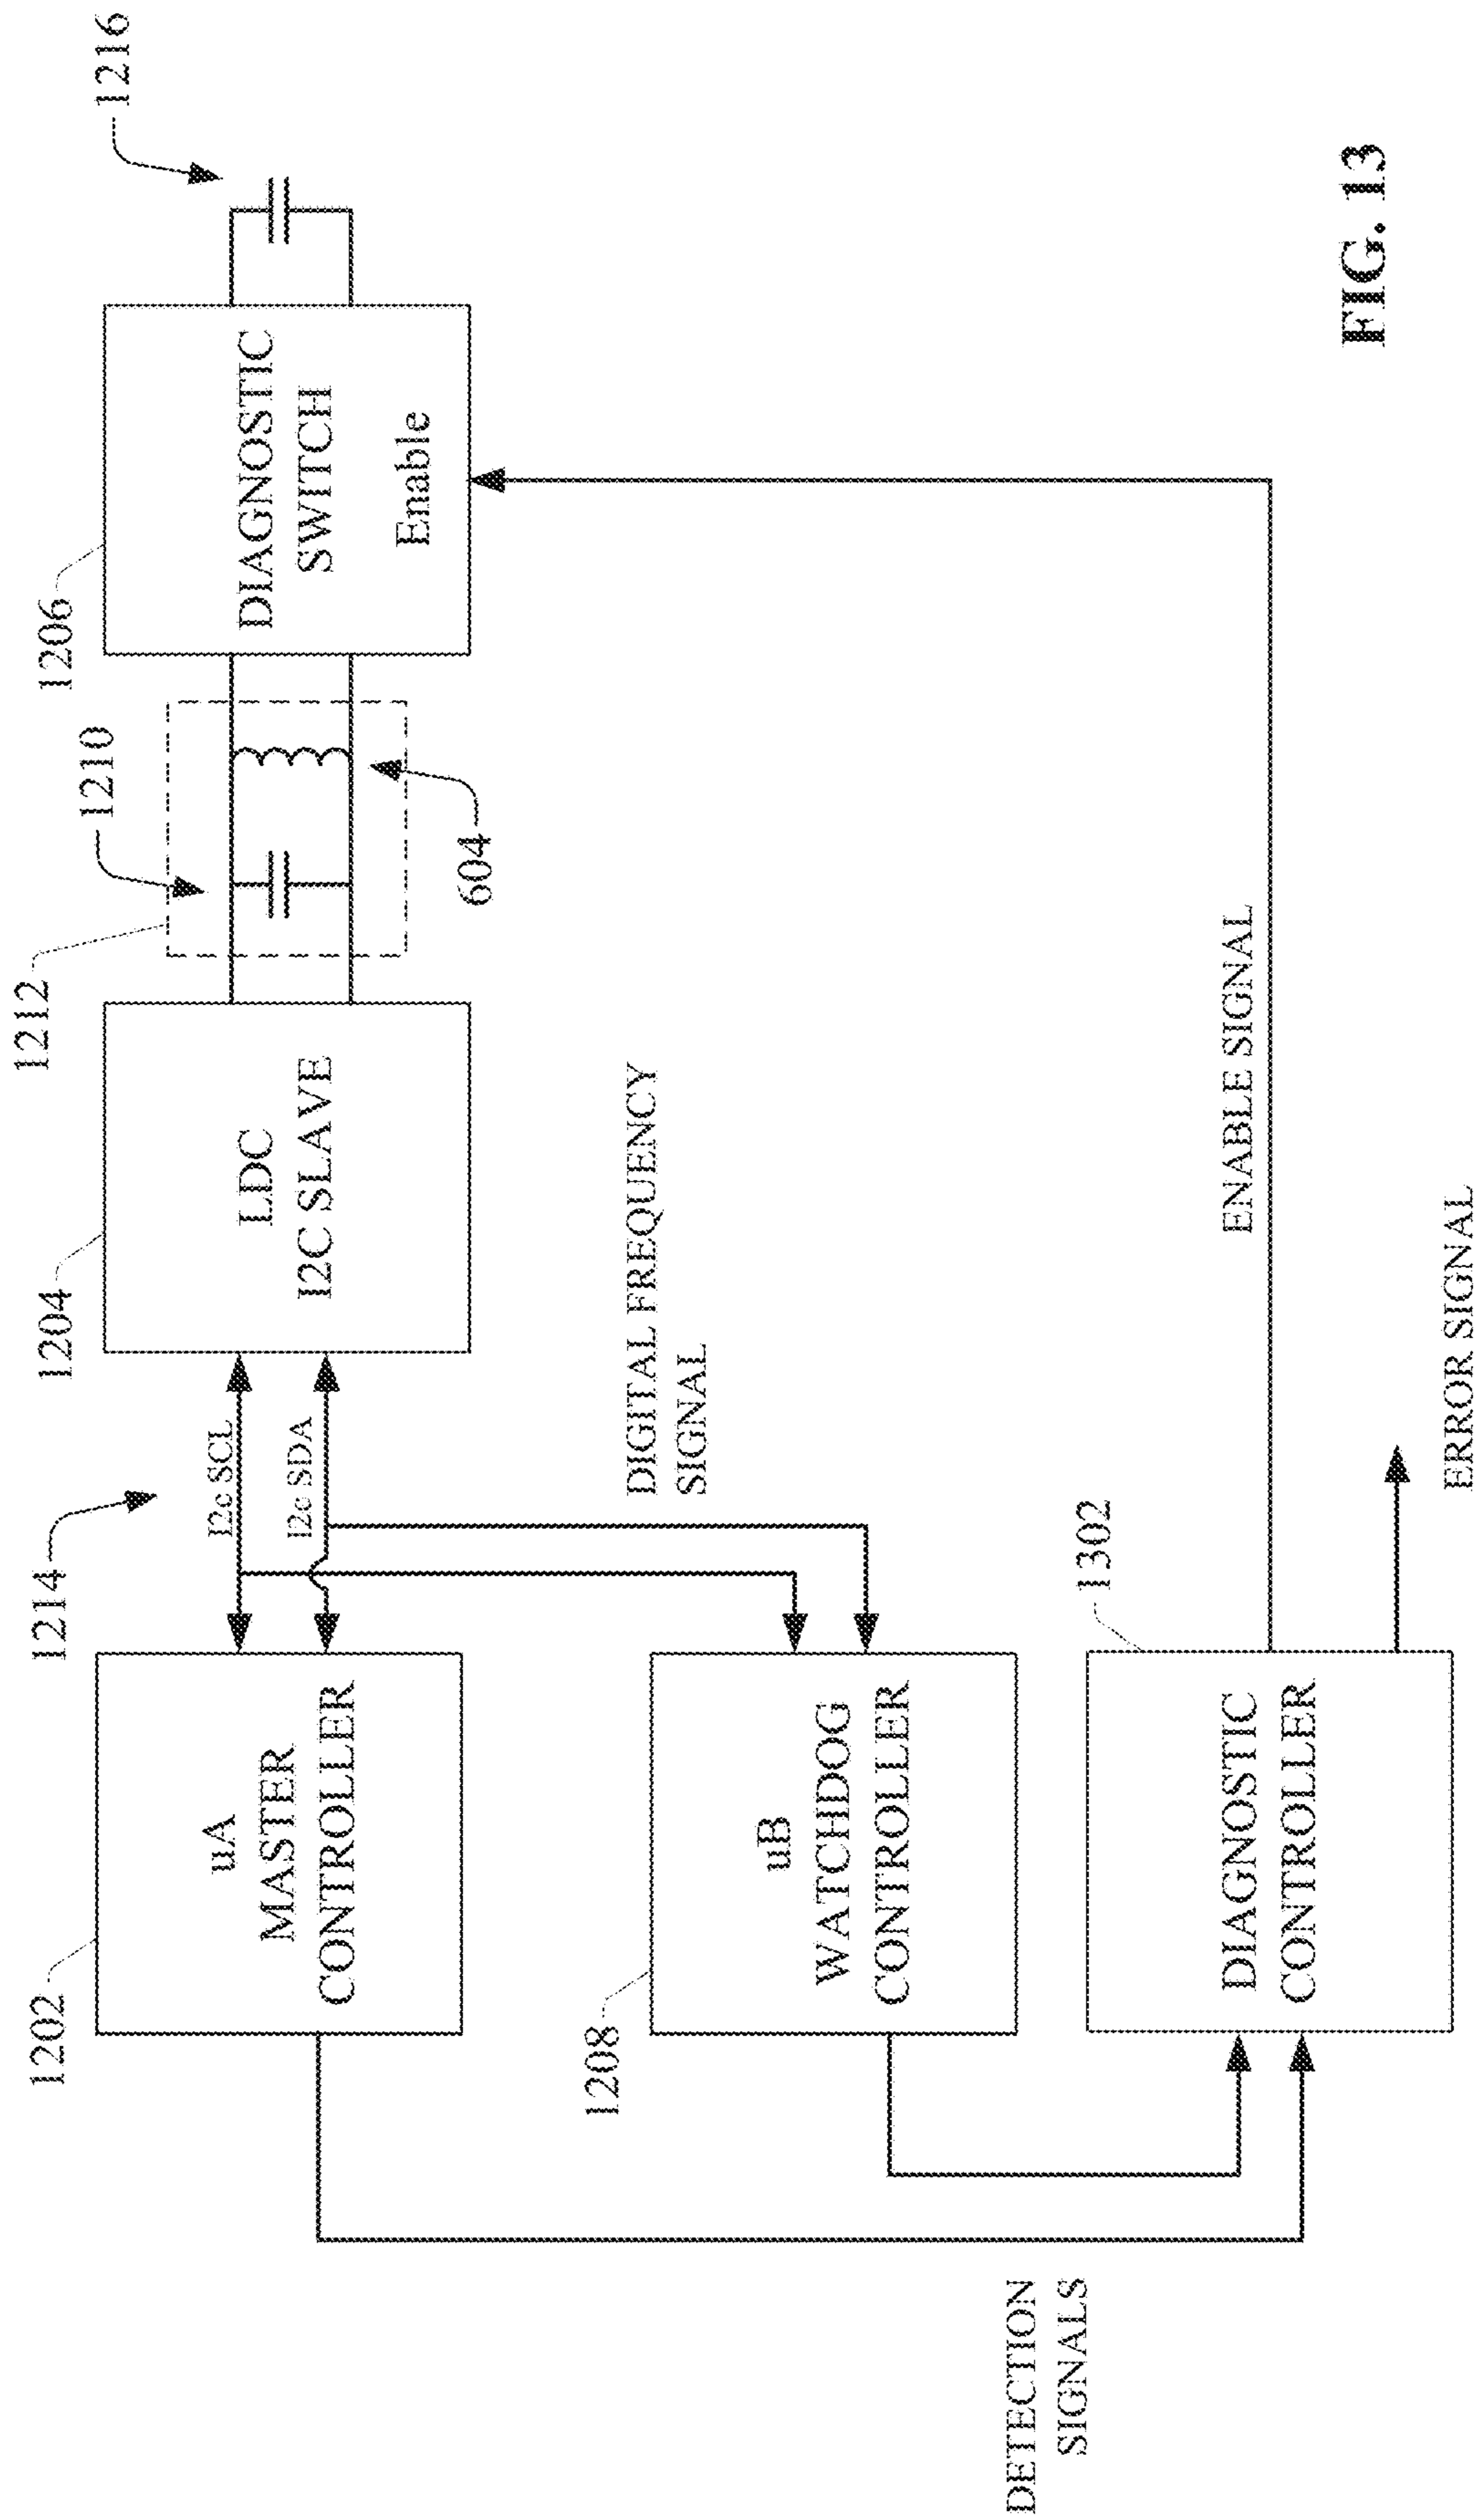 1202
uA
MASTER
CONTROLLER
1214
I2c SCL
I2c SDA
1204
LDC
I2C SLAVE
1212
1210
604
1206
DIAGNOSTIC
SWITCH
Enable
1216
1208
uB
WATCHDOG
CONTROLLER
DIGITAL FREQUENCY
SIGNAL
DETECTION
SIGNALS
1302
DIAGNOSTIC
CONTROLLER
ENABLE SIGNAL
ERROR SIGNAL
FIG. 13